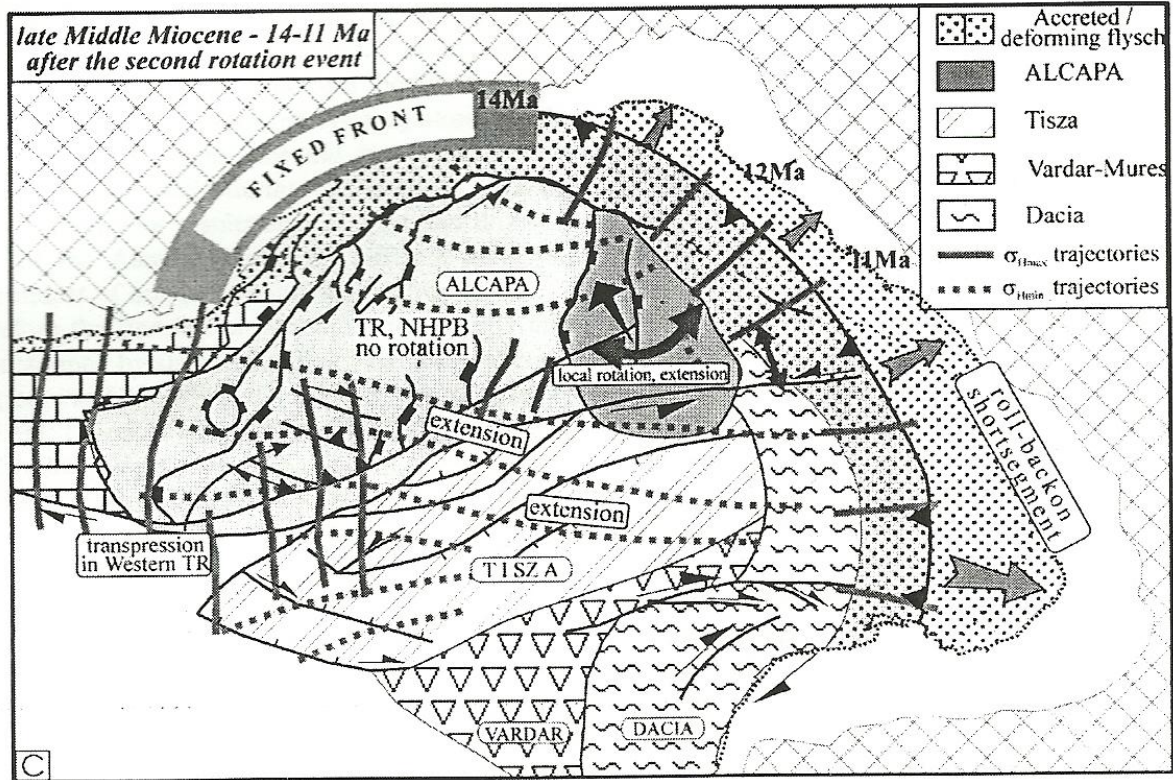 late Middle Miocene - 14-11 Ma
after the second rotation event
Accreted /
deforming flysch
ALCAPA
Tisza
Vardar-Mures
Dacia
σHmax trajectories
σHmin trajectories
FIXED FRONT
14Ma
12Ma
11Ma
ALCAPA
TR, NHPB
no rotation
local rotation, extension
extension
extension
transpression
in Western TR
TISZA
VARDAR
DACIA
roll-backon
shortsegment
C